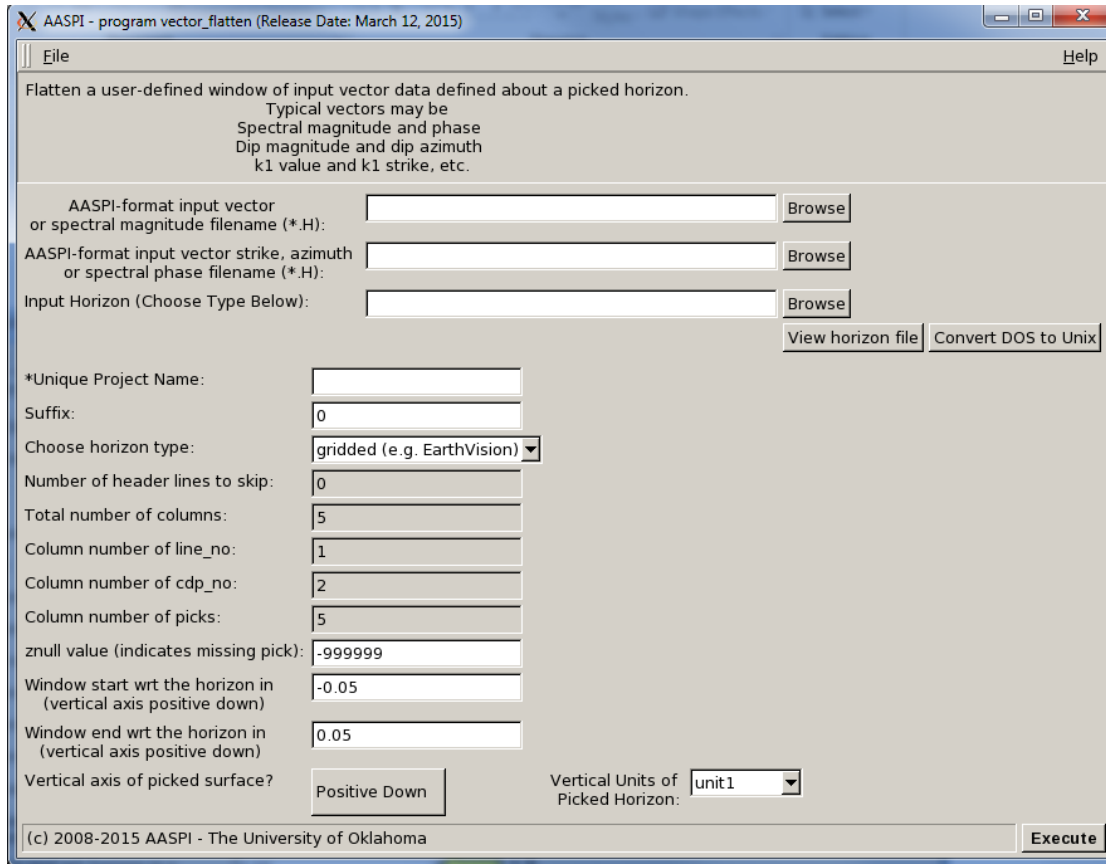 AASPI - program vector_flatten (Release Date: March 12, 2015)
File Help
Flatten a user-defined window of input vector data defined about a picked horizon.
Typical vectors may be
Spectral magnitude and phase
Dip magnitude and dip azimuth
k1 value and k1 strike, etc.
AASPI-format input vector
or spectral magnitude filename (*.H): Browse
AASPI-format input vector strike, azimuth
or spectral phase filename (*.H): Browse
Input Horizon (Choose Type Below): Browse
View horizon file Convert DOS to Unix
*Unique Project Name:
Suffix: 0
Choose horizon type: gridded (e.g. EarthVision)
Number of header lines to skip: 0
Total number of columns: 5
Column number of line_no: 1
Column number of cdp_no: 2
Column number of picks: 5
znull value (indicates missing pick): -999999
Window start wrt the horizon in -0.05
(vertical axis positive down)
Window end wrt the horizon in 0.05
(vertical axis positive down)
Vertical axis of picked surface? Positive Down Vertical Units of unit1
Picked Horizon:
(c) 2008-2015 AASPI - The University of Oklahoma Execute